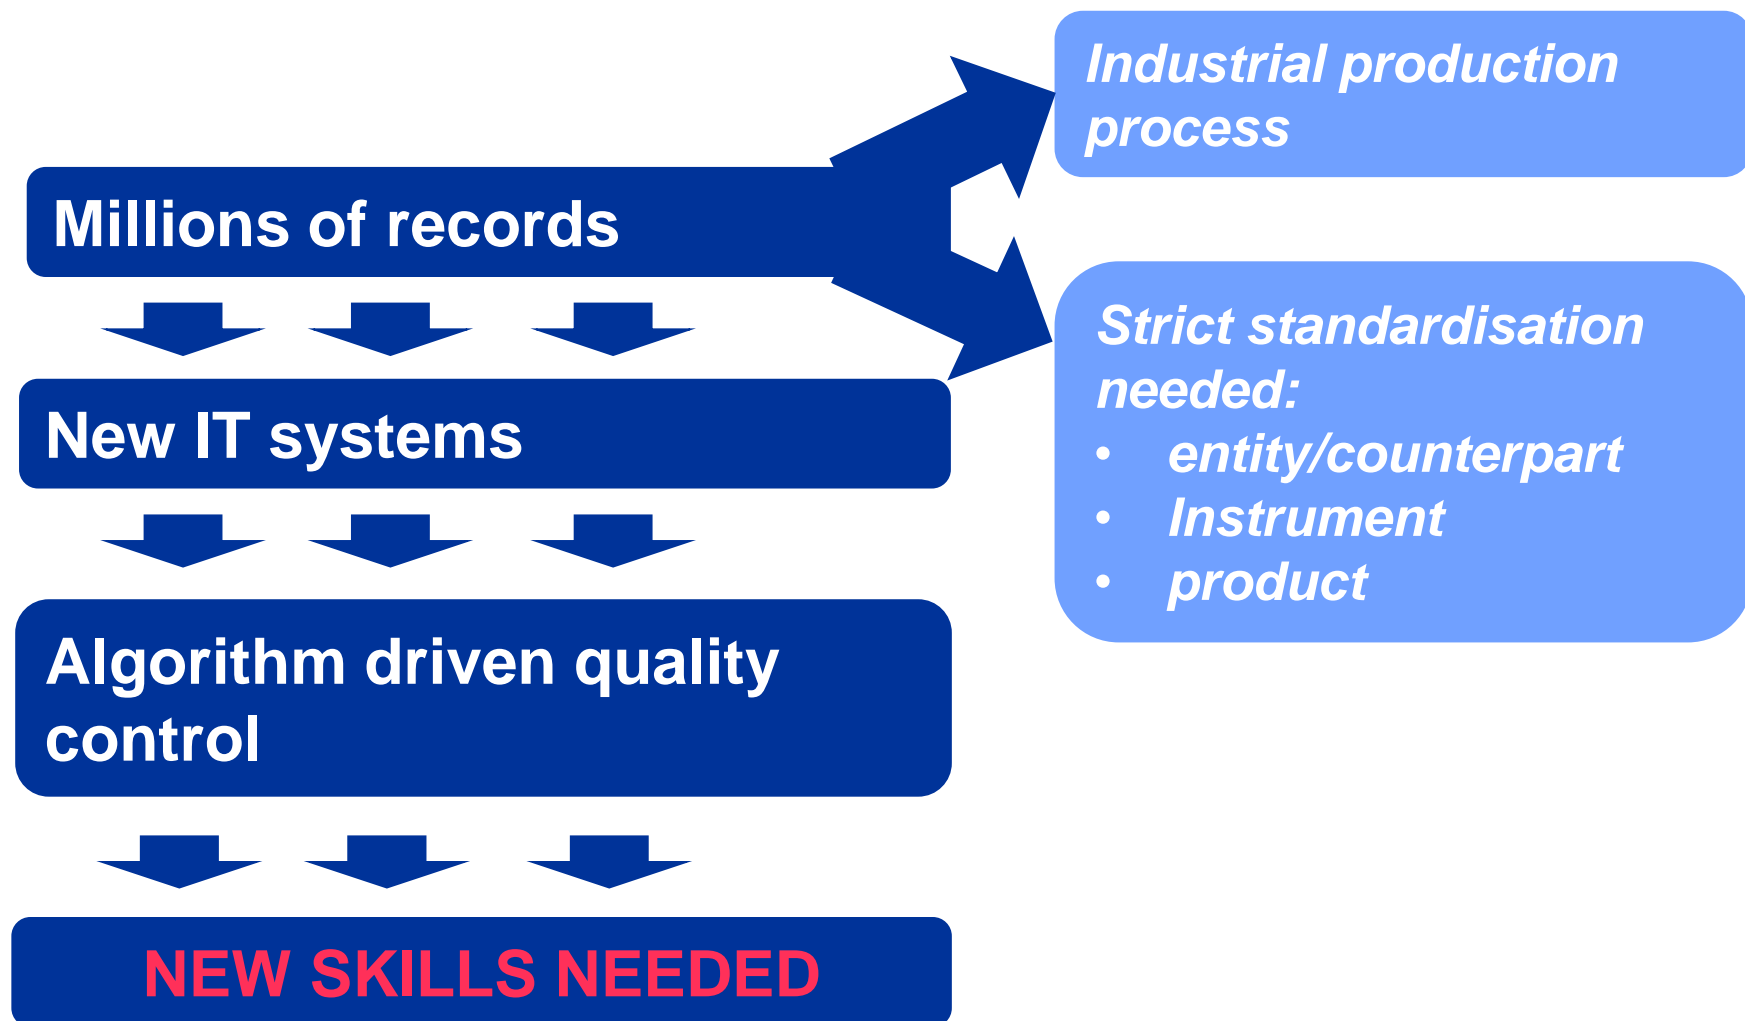 Millions of records
New IT systems
Algorithm driven quality
control
NEW SKILLS NEEDED
Industrial production
process
Strict standardisation
needed:
• entity/counterpart
• Instrument
• product